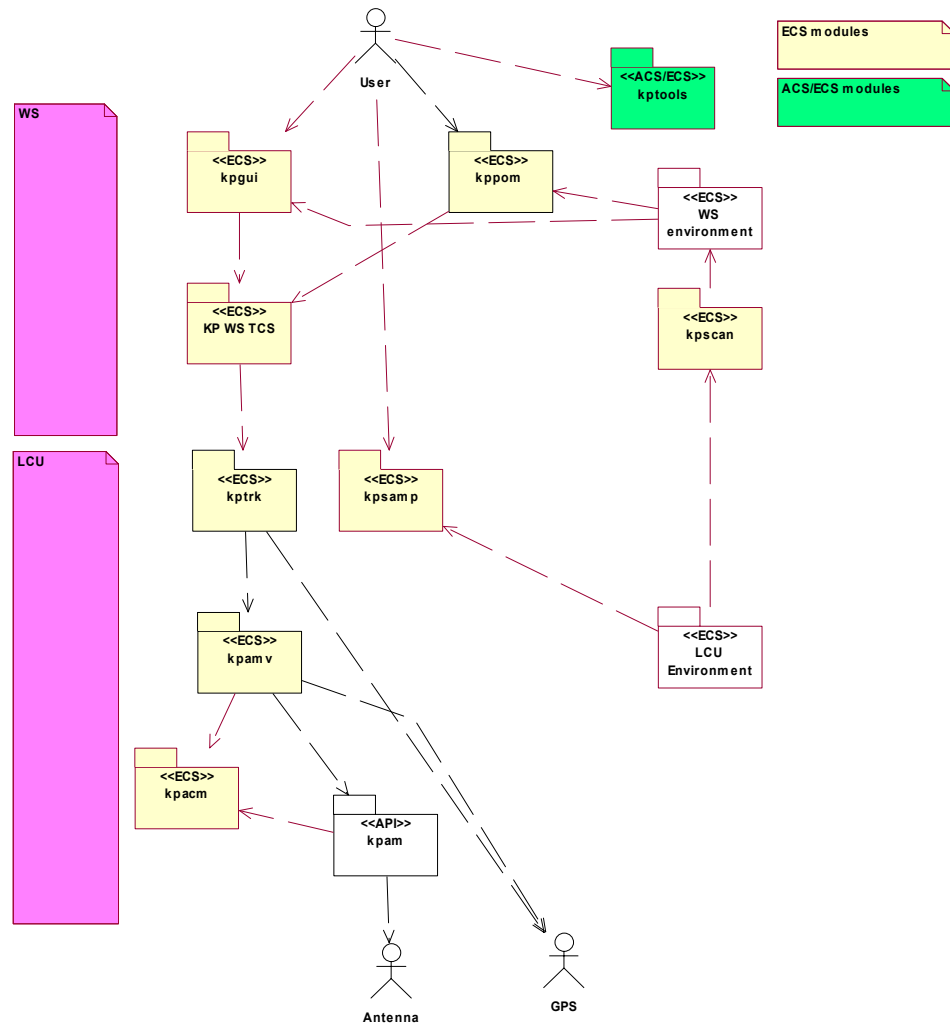 ECS modules
<<ACS/ECS>>
kptools
ACS/ECS modules
User
WS
<<ECS>>
kpgui
<<ECS>>
kppom
<<ECS>>
WS
environment
<<ECS>>
KP WS TCS
<<ECS>>
kpscan
LCU
<<ECS>>
kptrk
<<ECS>>
kpsamp
<<ECS>>
kpamv
<<ECS>>
LCU
Environment
<<ECS>>
kpacm
<<API>>
kpam
Antenna
GPS